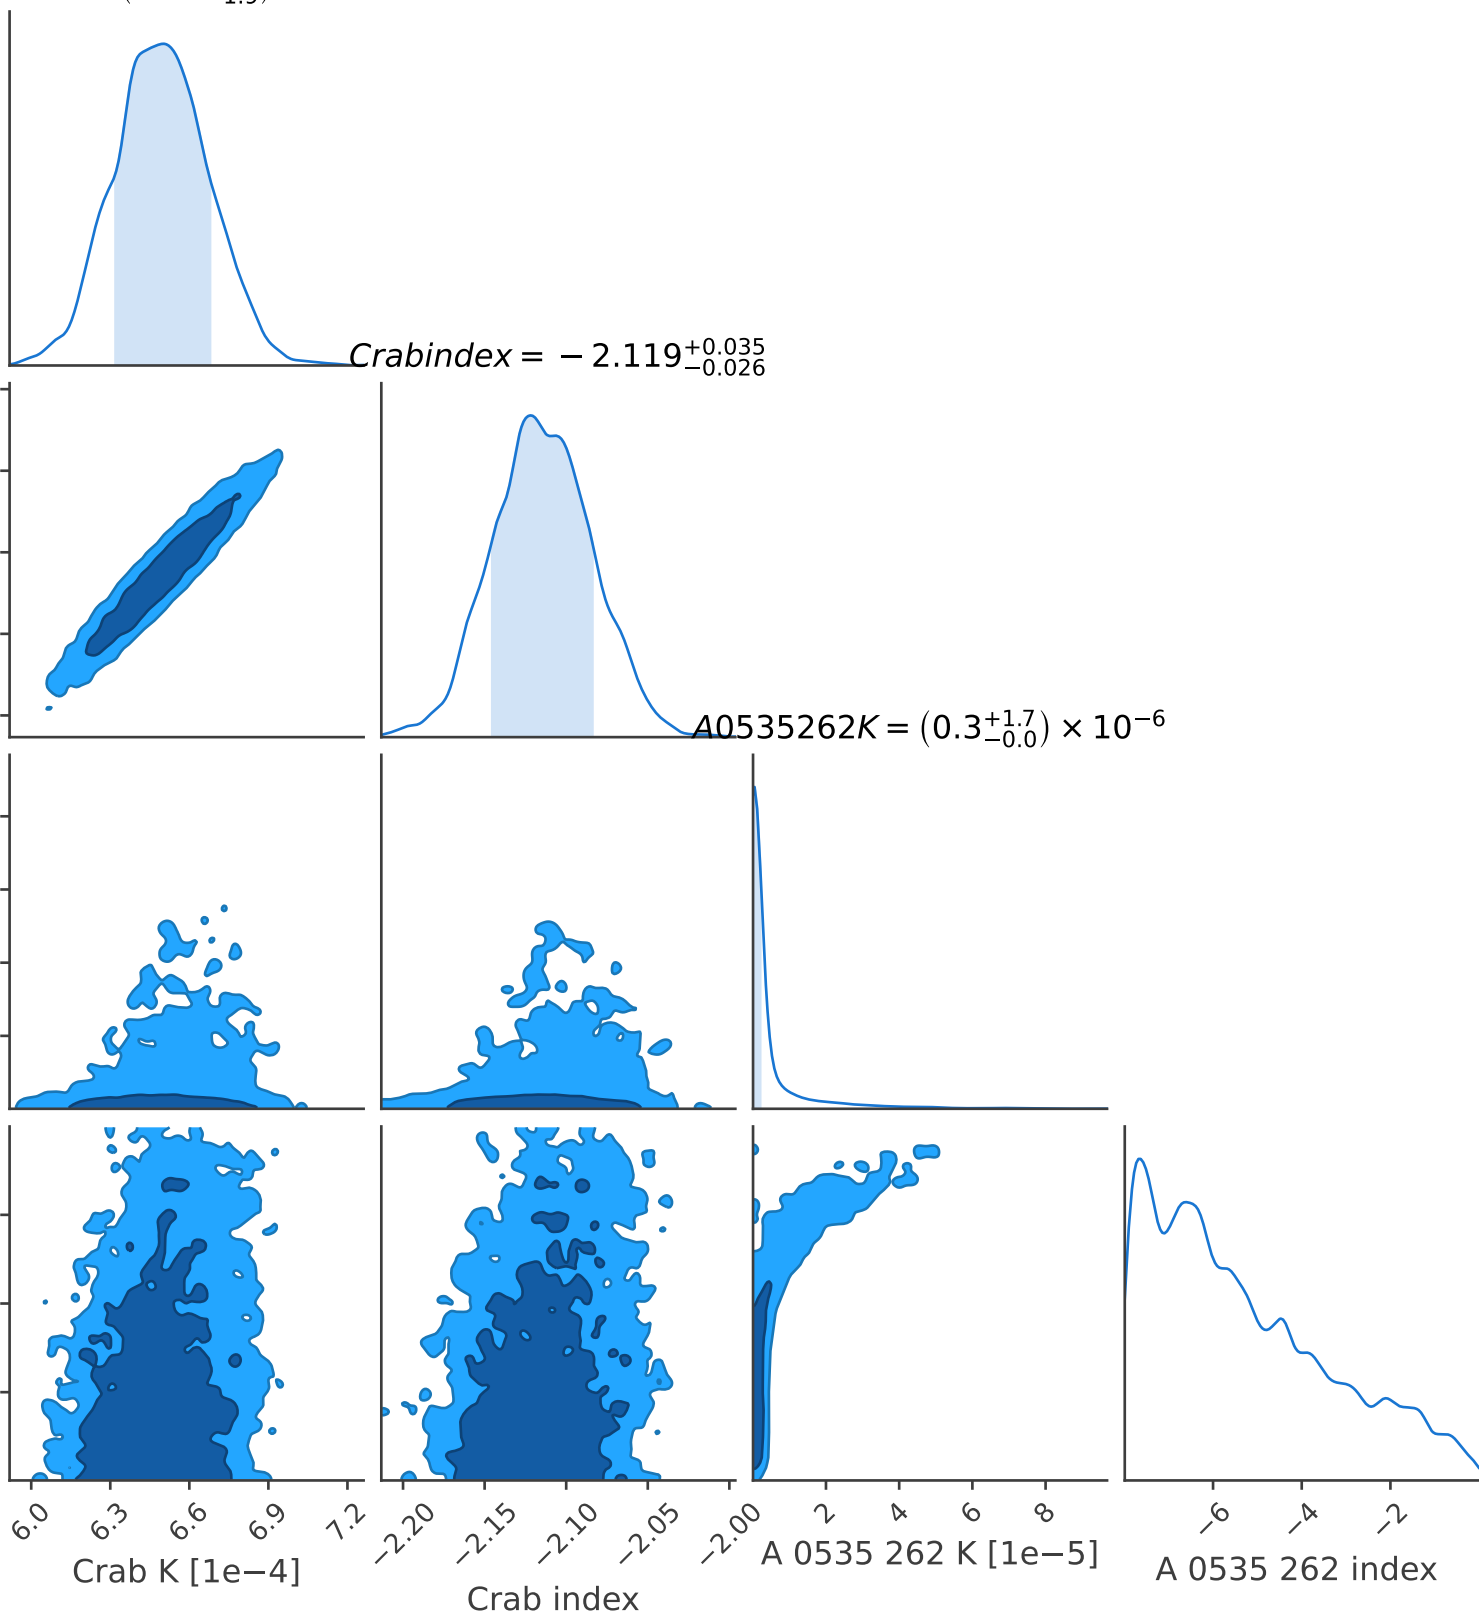 Crabindex = −2.119 +0.035 −0.026
A0535262K = (0.3 +1.7 −0.0) × 10−6
6.0 6.3 6.6 6.9 7.2
−2.20 −2.15 −2.10 −2.05 −2.00
2 4 6 8
−6 −4 −2
Crab K [1e−4]
Crab index
A 0535 262 K [1e−5]
A 0535 262 index